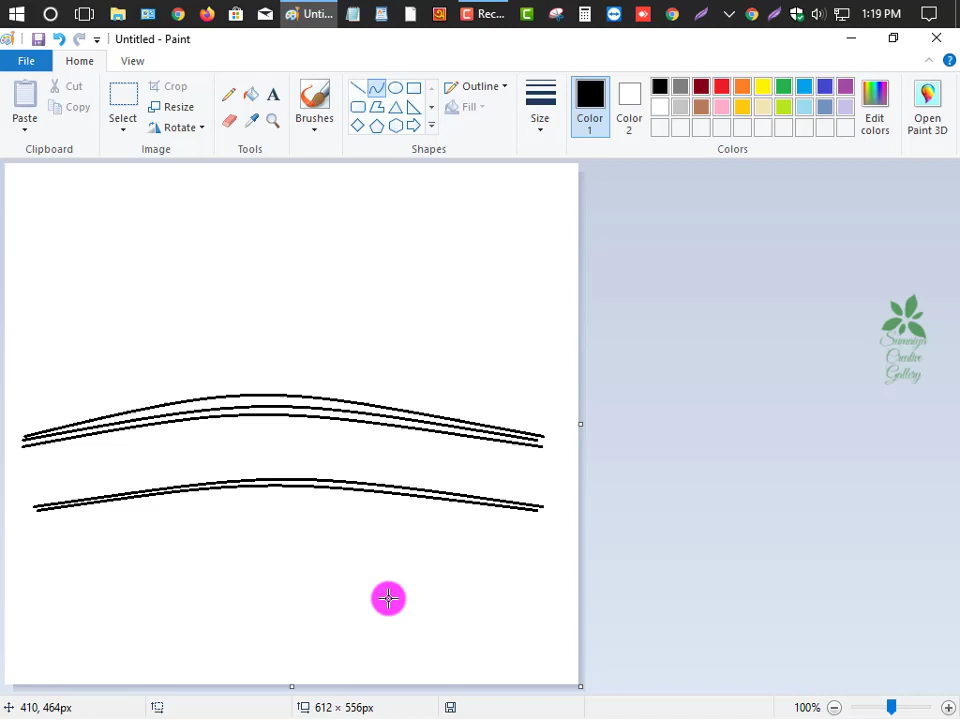 Unti...
Rec...
1:19 PM
Untitled - Paint
File
Home
View
Paste
Cut
Copy
Clipboard
Select
Crop
Resize
Rotate
Image
A
Tools
Brushes
Outline
Fill
Shapes
Size
Color
1
Color
2
Edit
colors
Colors
Open
Paint 3D
Sumaiya
Creative
Gallery
410, 464px
612 × 556px
100%